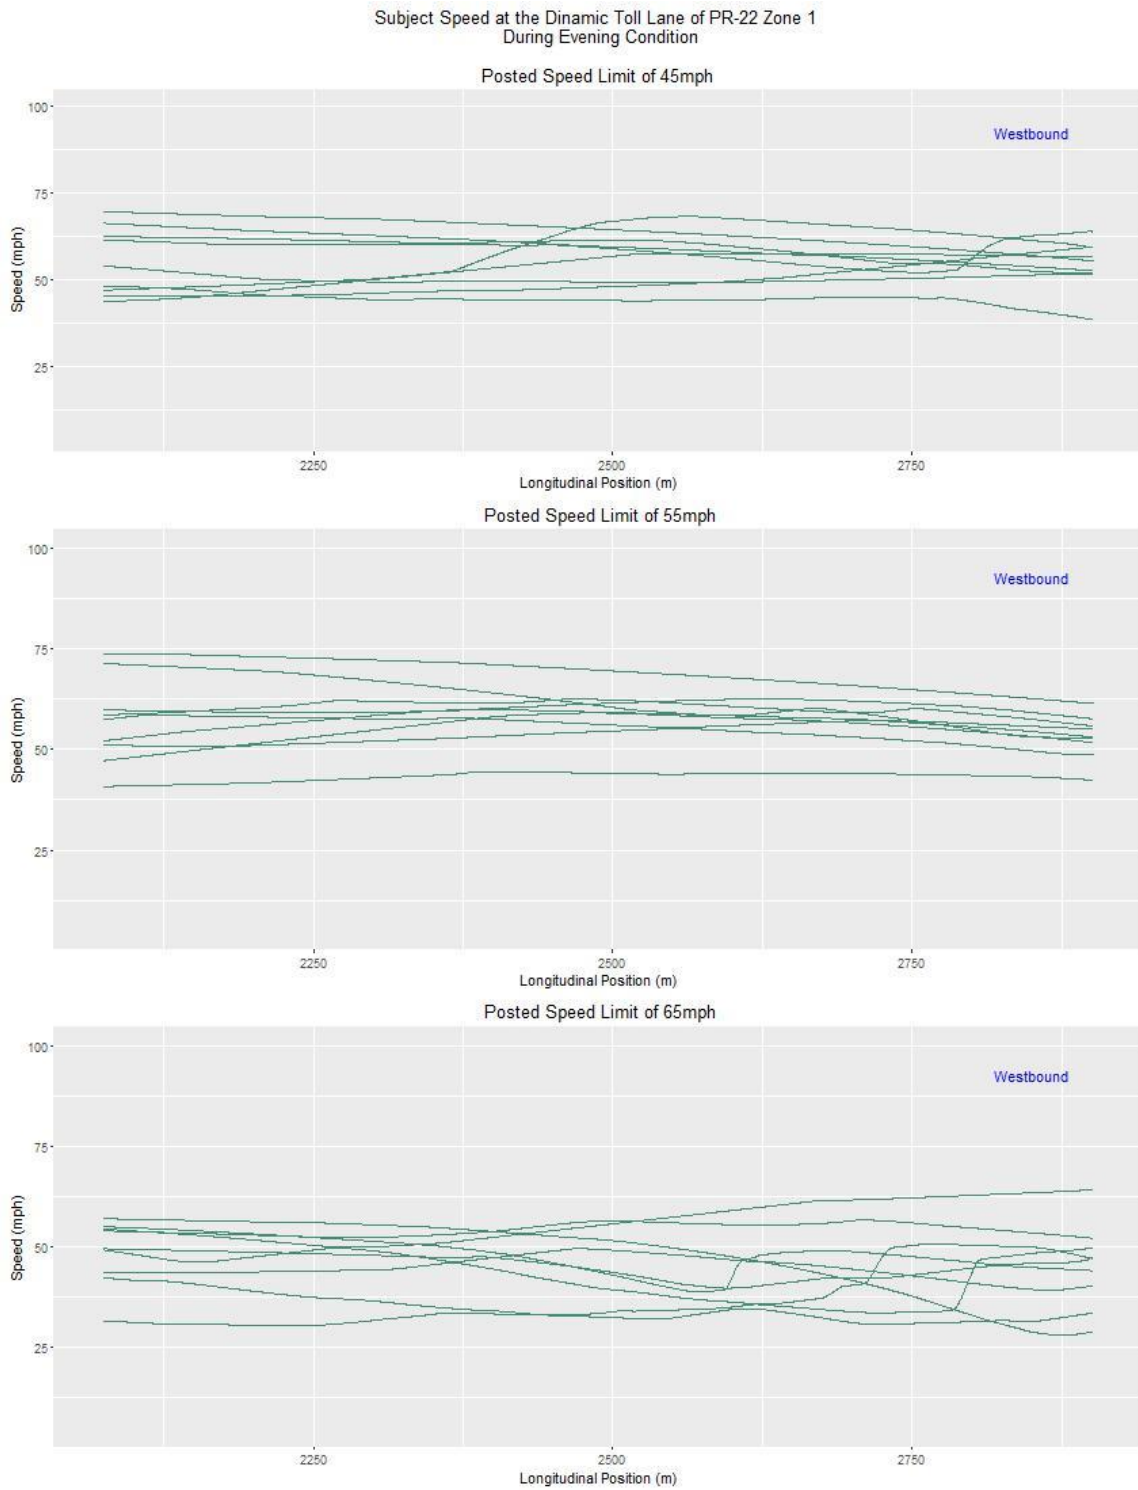 Subject Speed at the Dinamic Toll Lane of PR-22 Zone 1
During Evening Condition
Posted Speed Limit of 45mph
100
Westbound
75
50
25
Speed (mph)
2250 2500 2750
Longitudinal Position (m)
Posted Speed Limit of 55mph
100
Westbound
75
50
25
Speed (mph)
2250 2500 2750
Longitudinal Position (m)
Posted Speed Limit of 65mph
100
Westbound
75
50
25
Speed (mph)
2250 2500 2750
Longitudinal Position (m)